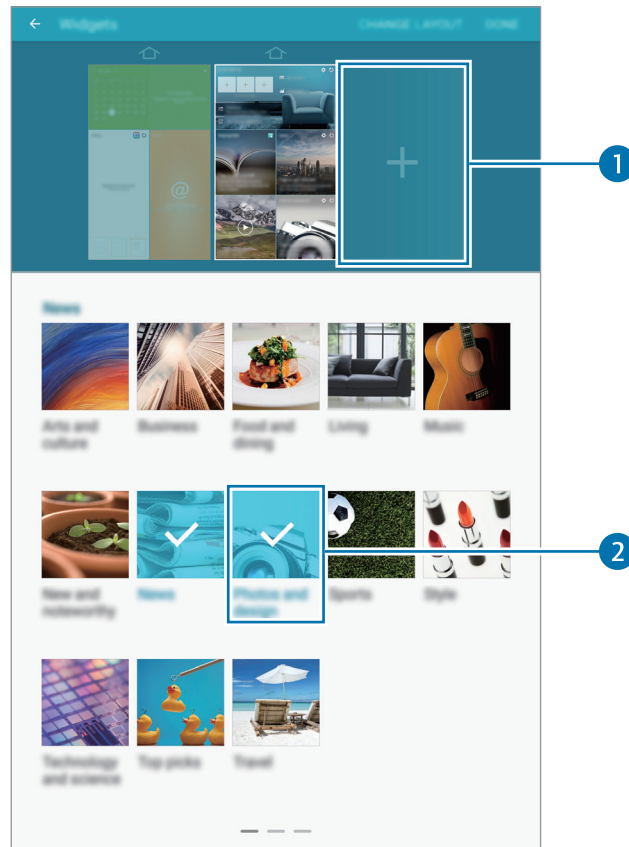 Widgets
CHANGE LAYOUT
DONE
@
1
News
Arts and
culture
Business
Food and
dining
Living
Music
2
New and
noteworthy
News
Photos and
design
Sports
Style
Technology
and science
Top picks
Travel